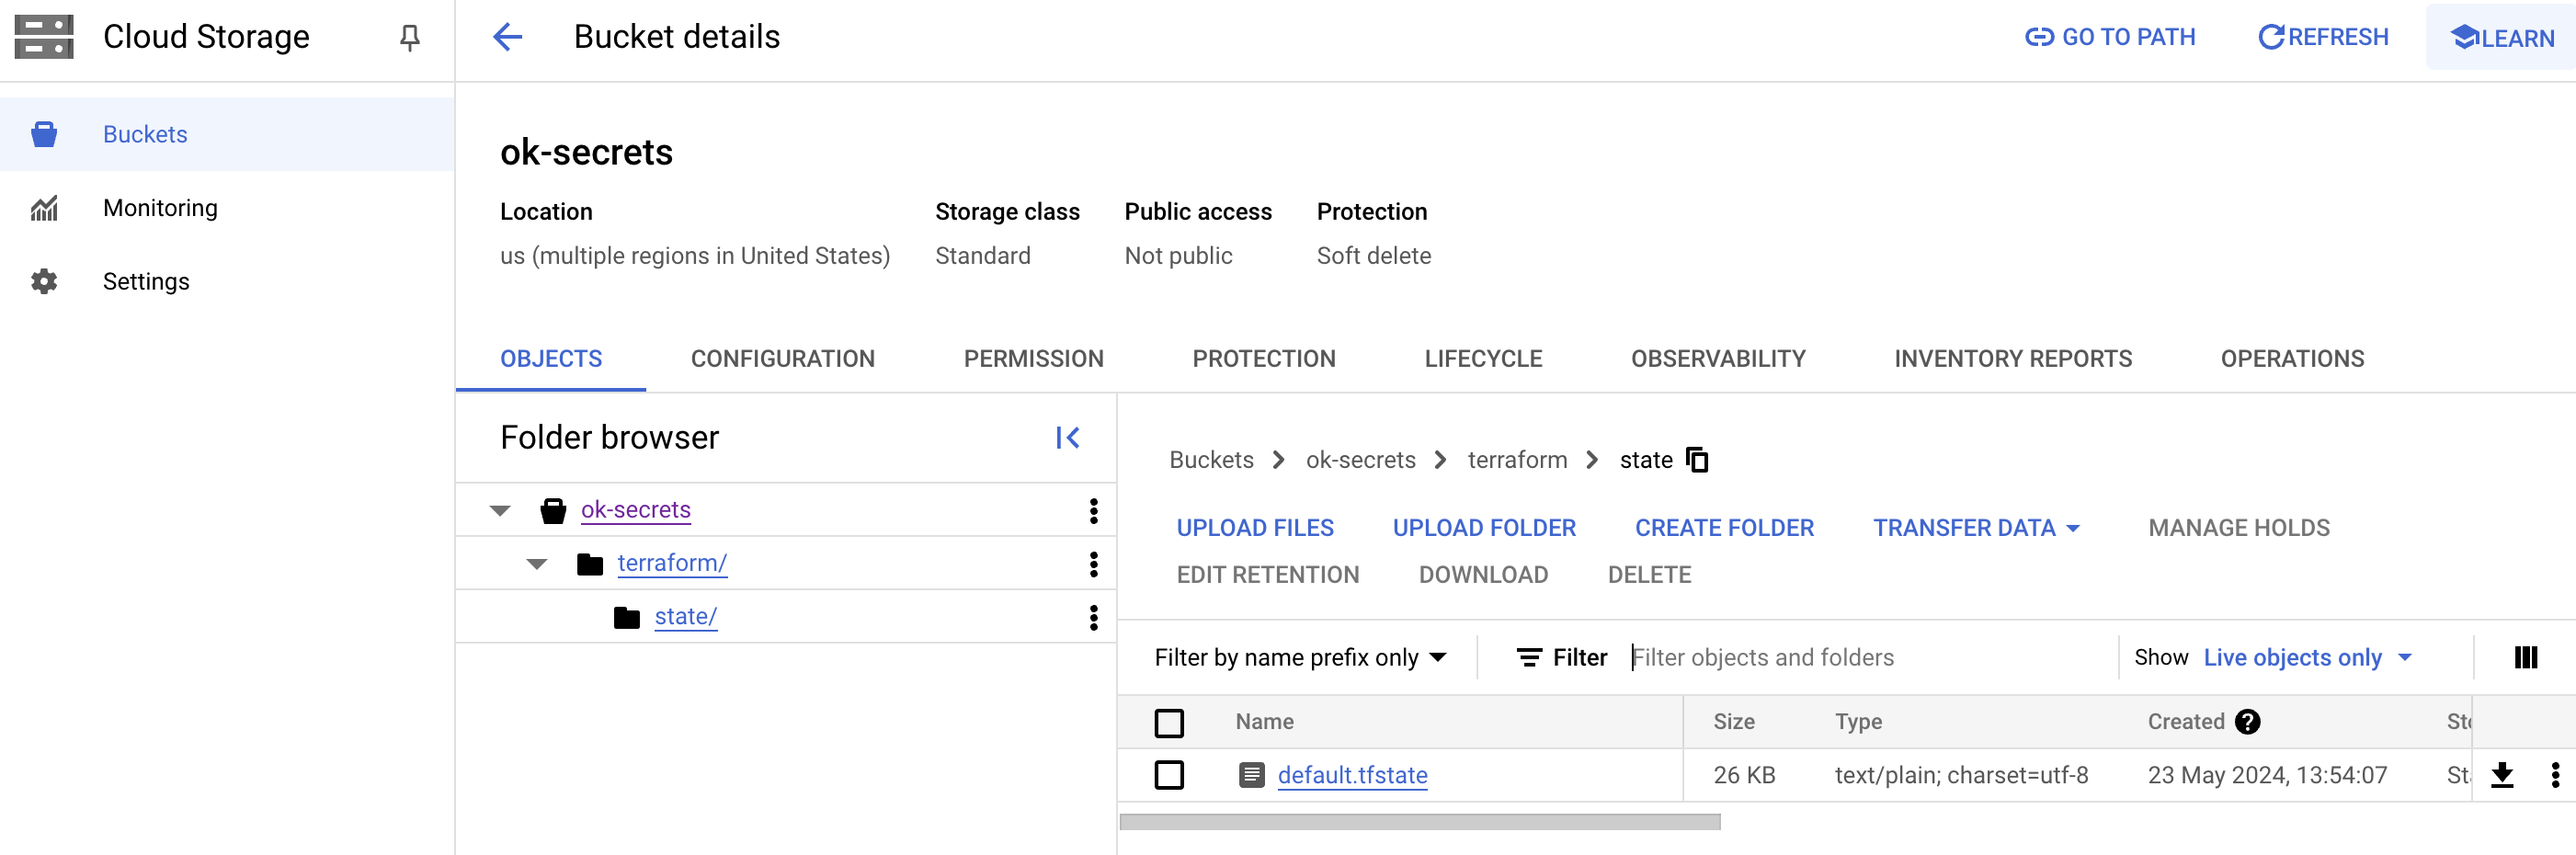 Cloud Storage
Bucket details
GO TO PATH
REFRESH
LEARN
Buckets
Monitoring
Settings
ok-secrets
Location
Storage class
Public access
Protection
us (multiple regions in United States)
Standard
Not public
Soft delete
OBJECTS
CONFIGURATION
PERMISSION
PROTECTION
LIFECYCLE
OBSERVABILITY
INVENTORY REPORTS
OPERATIONS
Folder browser
ok-secrets
terraform/
state/
Buckets > ok-secrets > terraform > state
UPLOAD FILES UPLOAD FOLDER CREATE FOLDER TRANSFER DATA MANAGE HOLDS
EDIT RETENTION DOWNLOAD DELETE
Filter by name prefix only Filter Filter objects and folders Show Live objects only
Name Size Type Created
default.tfstate 26 KB text/plain; charset=utf-8 23 May 2024, 13:54:07